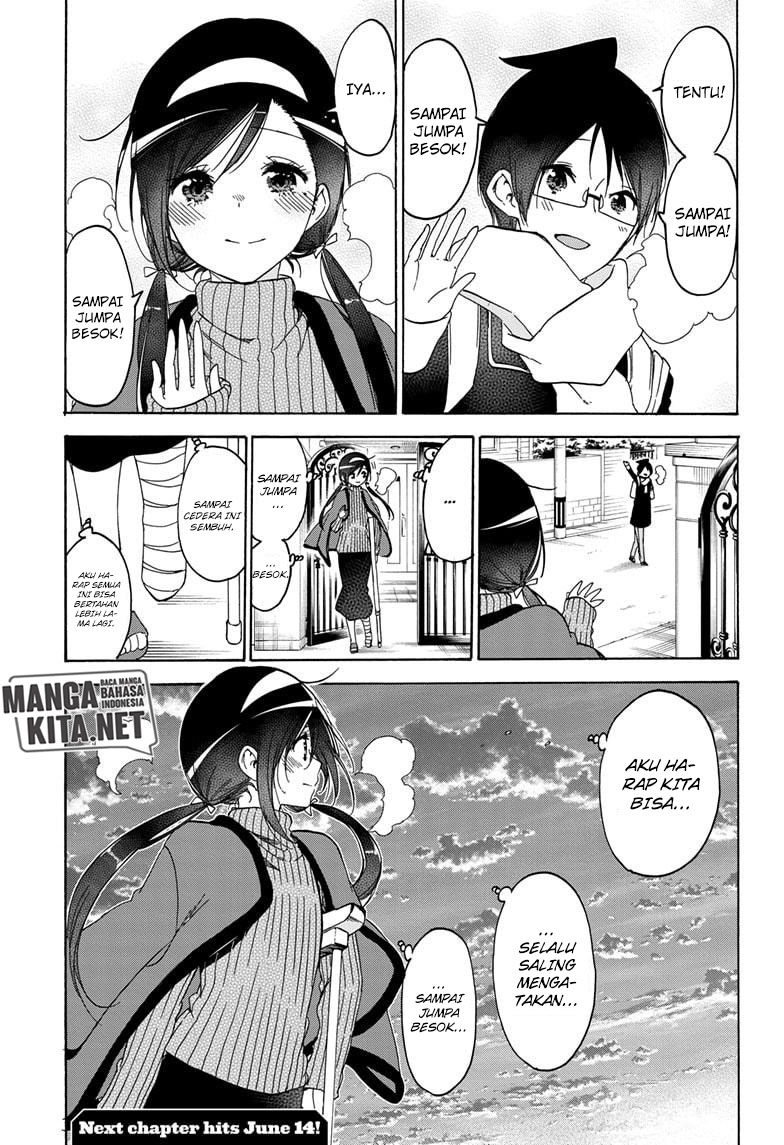 TENTU!
SAMPAI
JUMPA!
SAMPAI
JUMPA
BESOK!
IYA...
SAMPAI
JUMPA
BESOK!
...
SAMPAI
JUMPA
...
...
BESOK.
SAMPAI
CEDERA INI
SEMBUH.
AKU HA-
RAP SEMUA
INI BISA
BERTAHAN
LEBIH LA-
MA LAGI.
MANGA
KITA.NET
BACA MANGA
BAHASA
INDONESIA
AKU HA-
RAP KITA
BISA...
...
SELALU
SALING
MENGA-
TAKAN...
...
SAMPAI
JUMPA
BESOK...
Next chapter hits June 14!